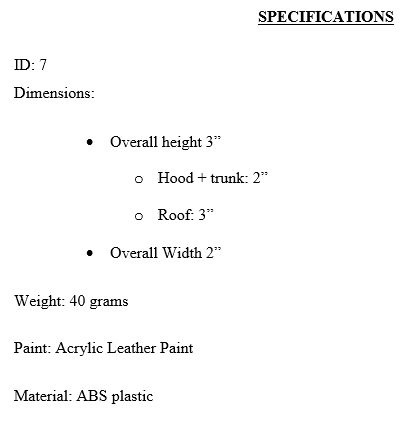 SPECIFICATIONS
ID: 7
Dimensions:
• Overall height 3”
o Hood + trunk: 2”
o Roof: 3”
• Overall Width 2”
Weight: 40 grams
Paint: Acrylic Leather Paint
Material: ABS plastic